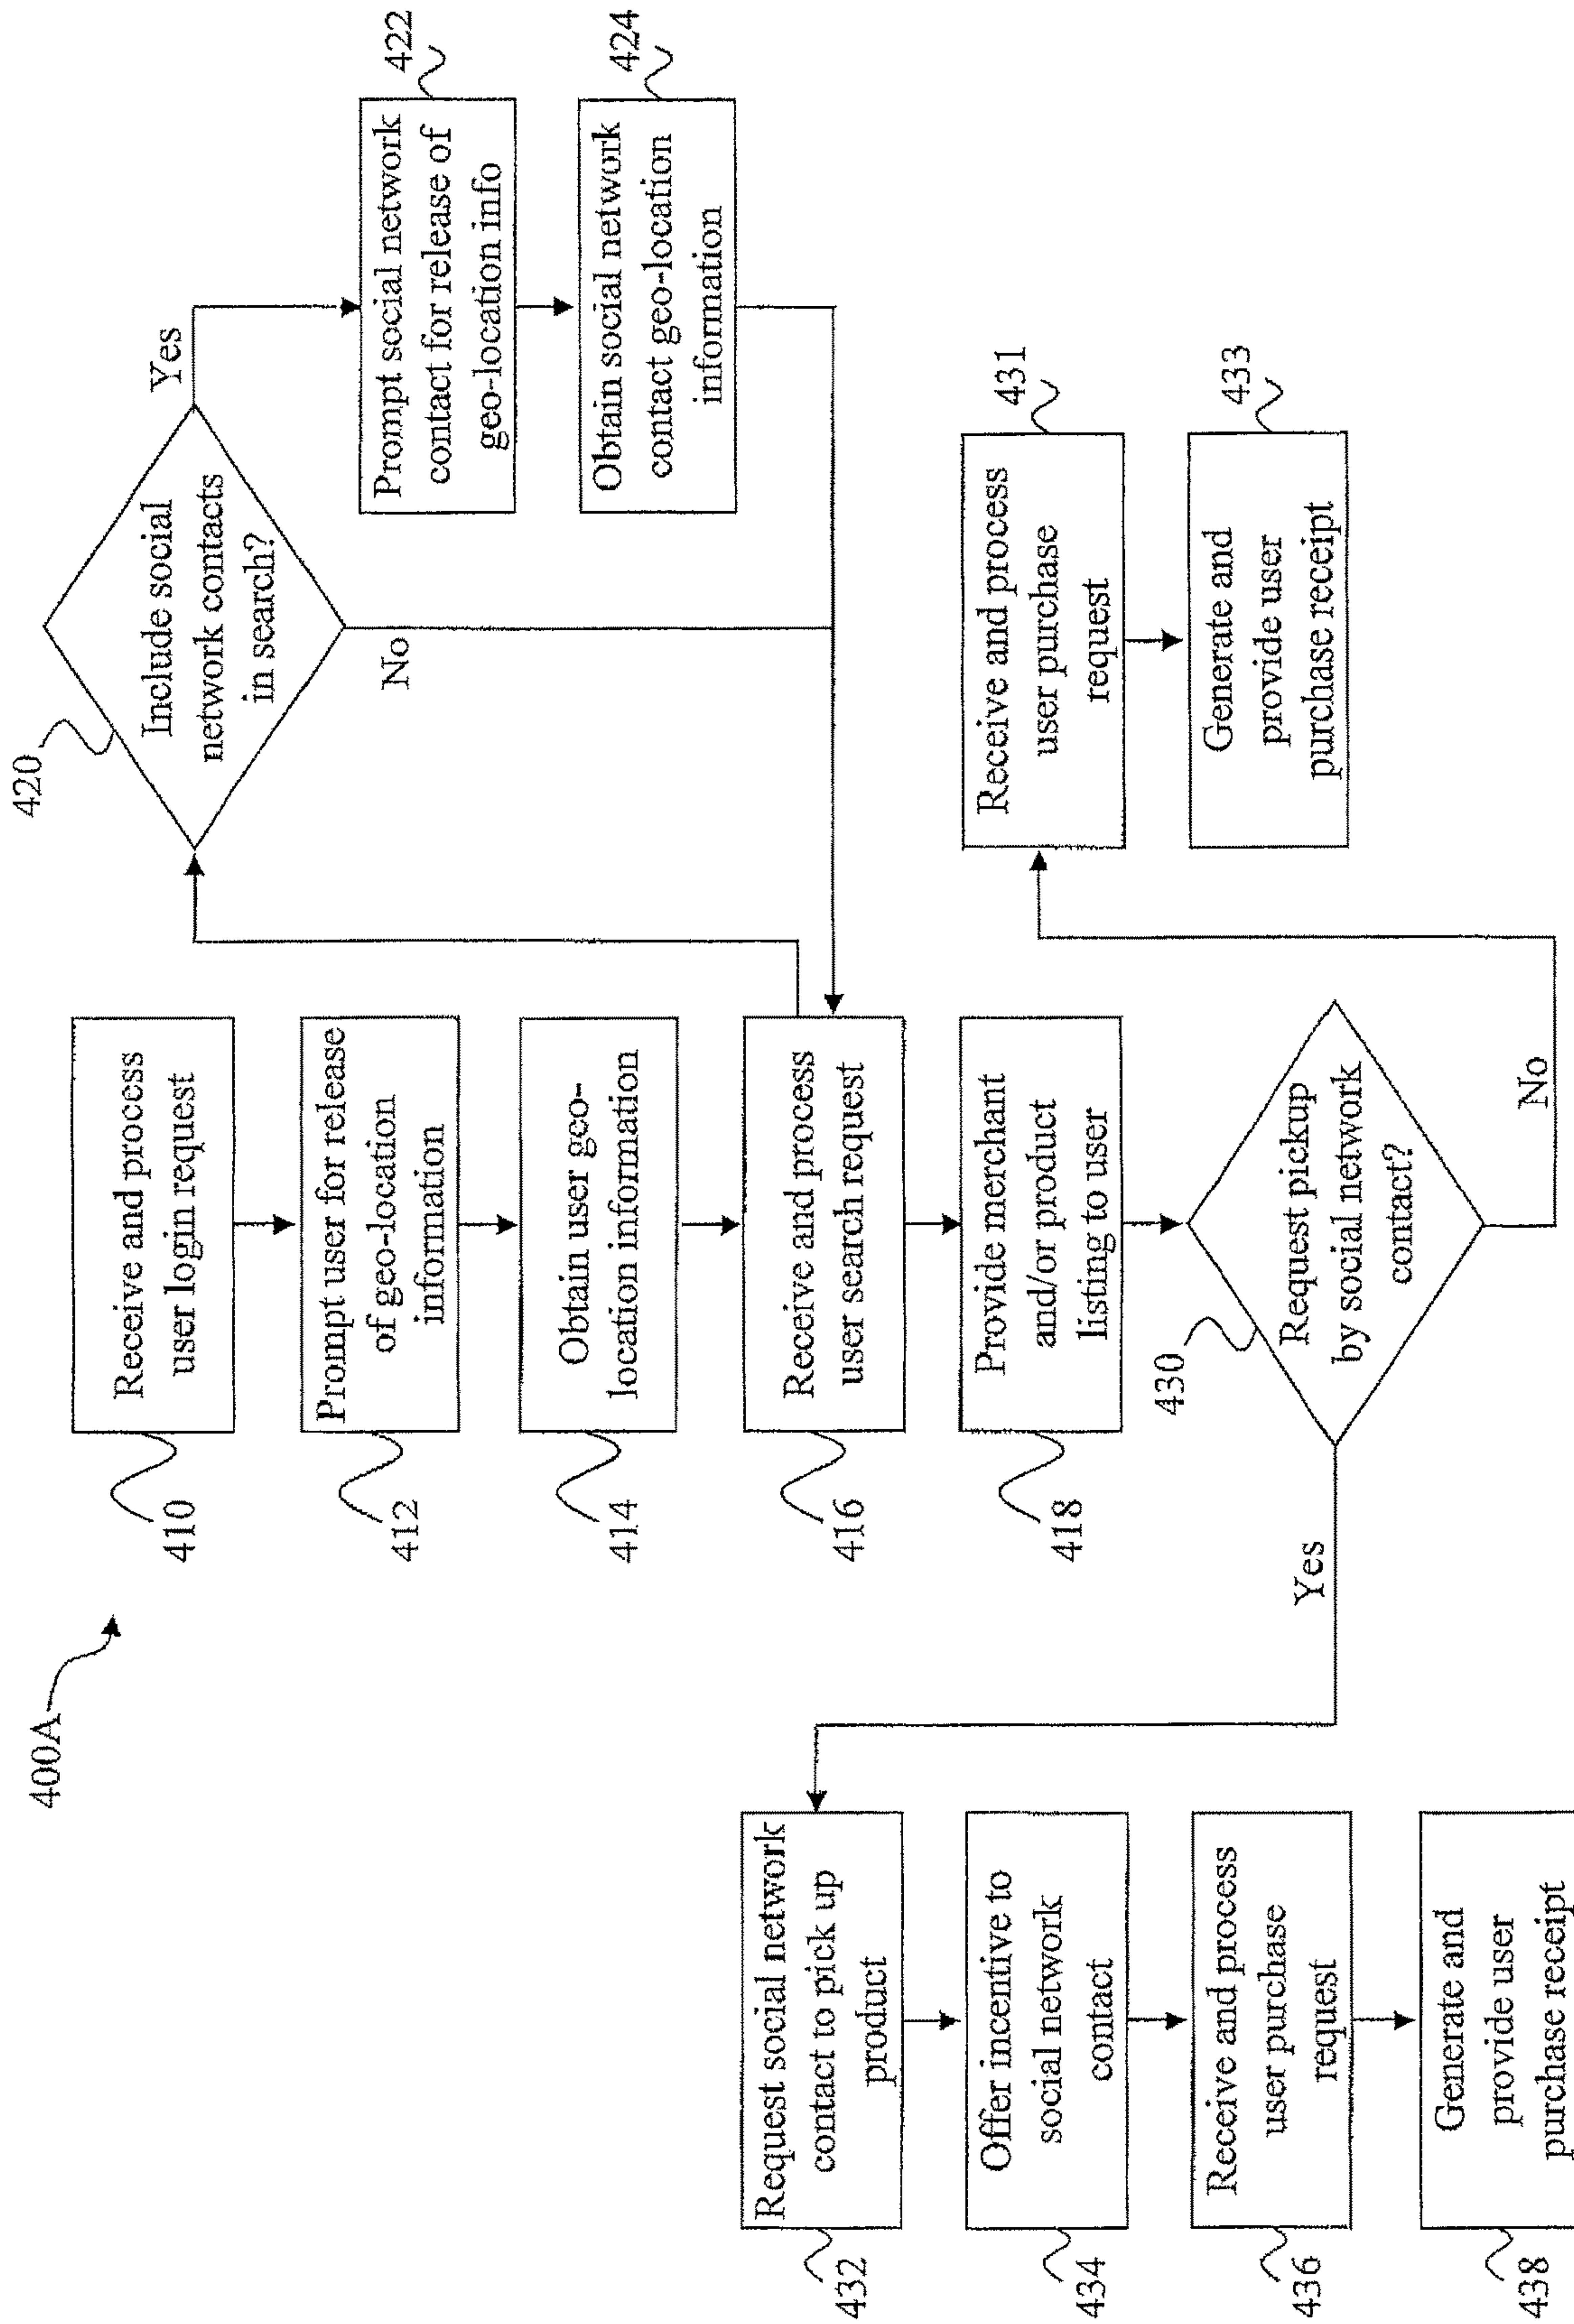 400A
410
Receive and process
user login request
412
Prompt user for release
of geo-location
information
414
Obtain user geo-
location information
416
Receive and process
user search request
420
Include social
network contacts
in search?
Yes
No
422
Prompt social network
contact for release of
geo-location info
424
Obtain social network
contact geo-location
information
418
Provide merchant
and/or product
listing to user
430
Request pickup
by social network
contact?
Yes
No
432
Request social network
contact to pick up
product
434
Offer incentive to
social network
contact
436
Receive and process
user purchase
request
438
Generate and
provide user
purchase receipt
431
Receive and process
user purchase
request
433
Generate and
provide user
purchase receipt